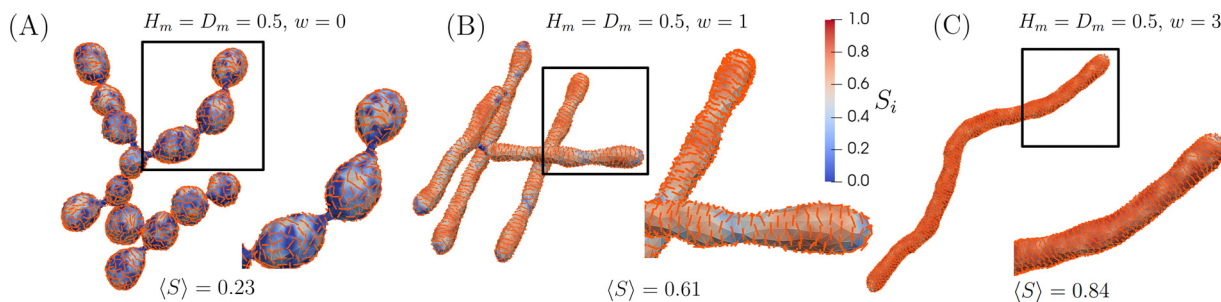 (A)
H_m = D_m = 0.5, w = 0
⟨S⟩ = 0.23
(B)
H_m = D_m = 0.5, w = 1
⟨S⟩ = 0.61
1.0
0.8
0.6
0.4
0.2
0.0
S_i
(C)
H_m = D_m = 0.5, w = 3
⟨S⟩ = 0.84